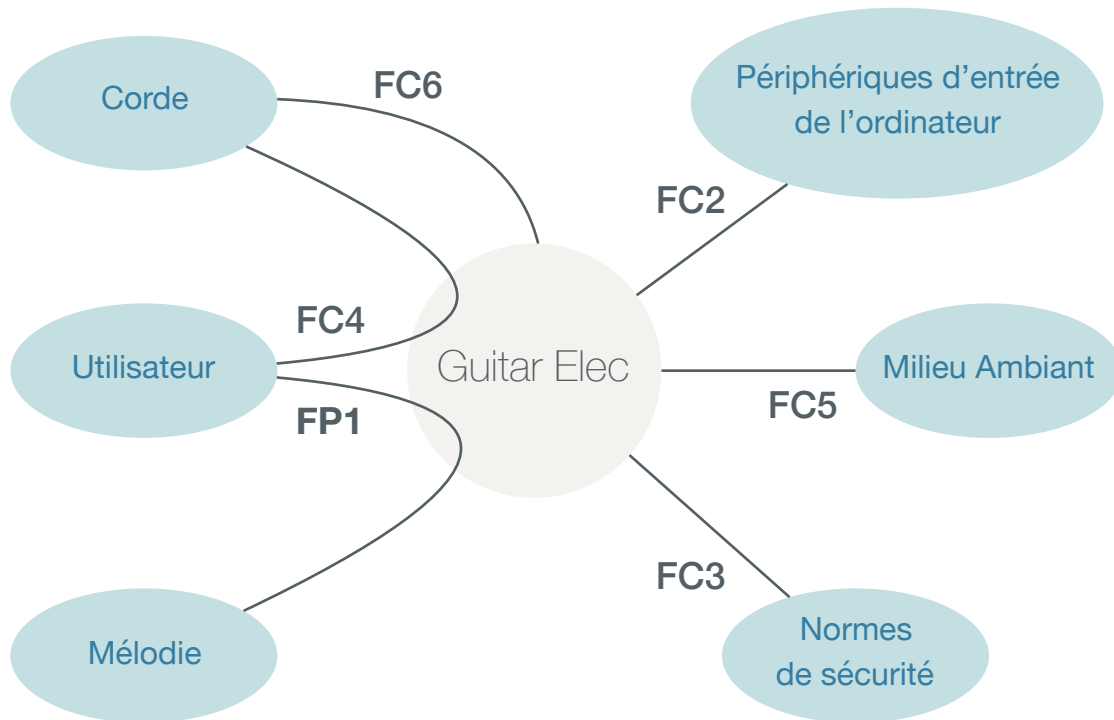 Corde
FC6
Périphériques d’entrée
de l’ordinateur
FC2
FC4
Utilisateur
Guitar Elec
Milieu Ambiant
FC5
FP1
FC3
Mélodie
Normes
de sécurité